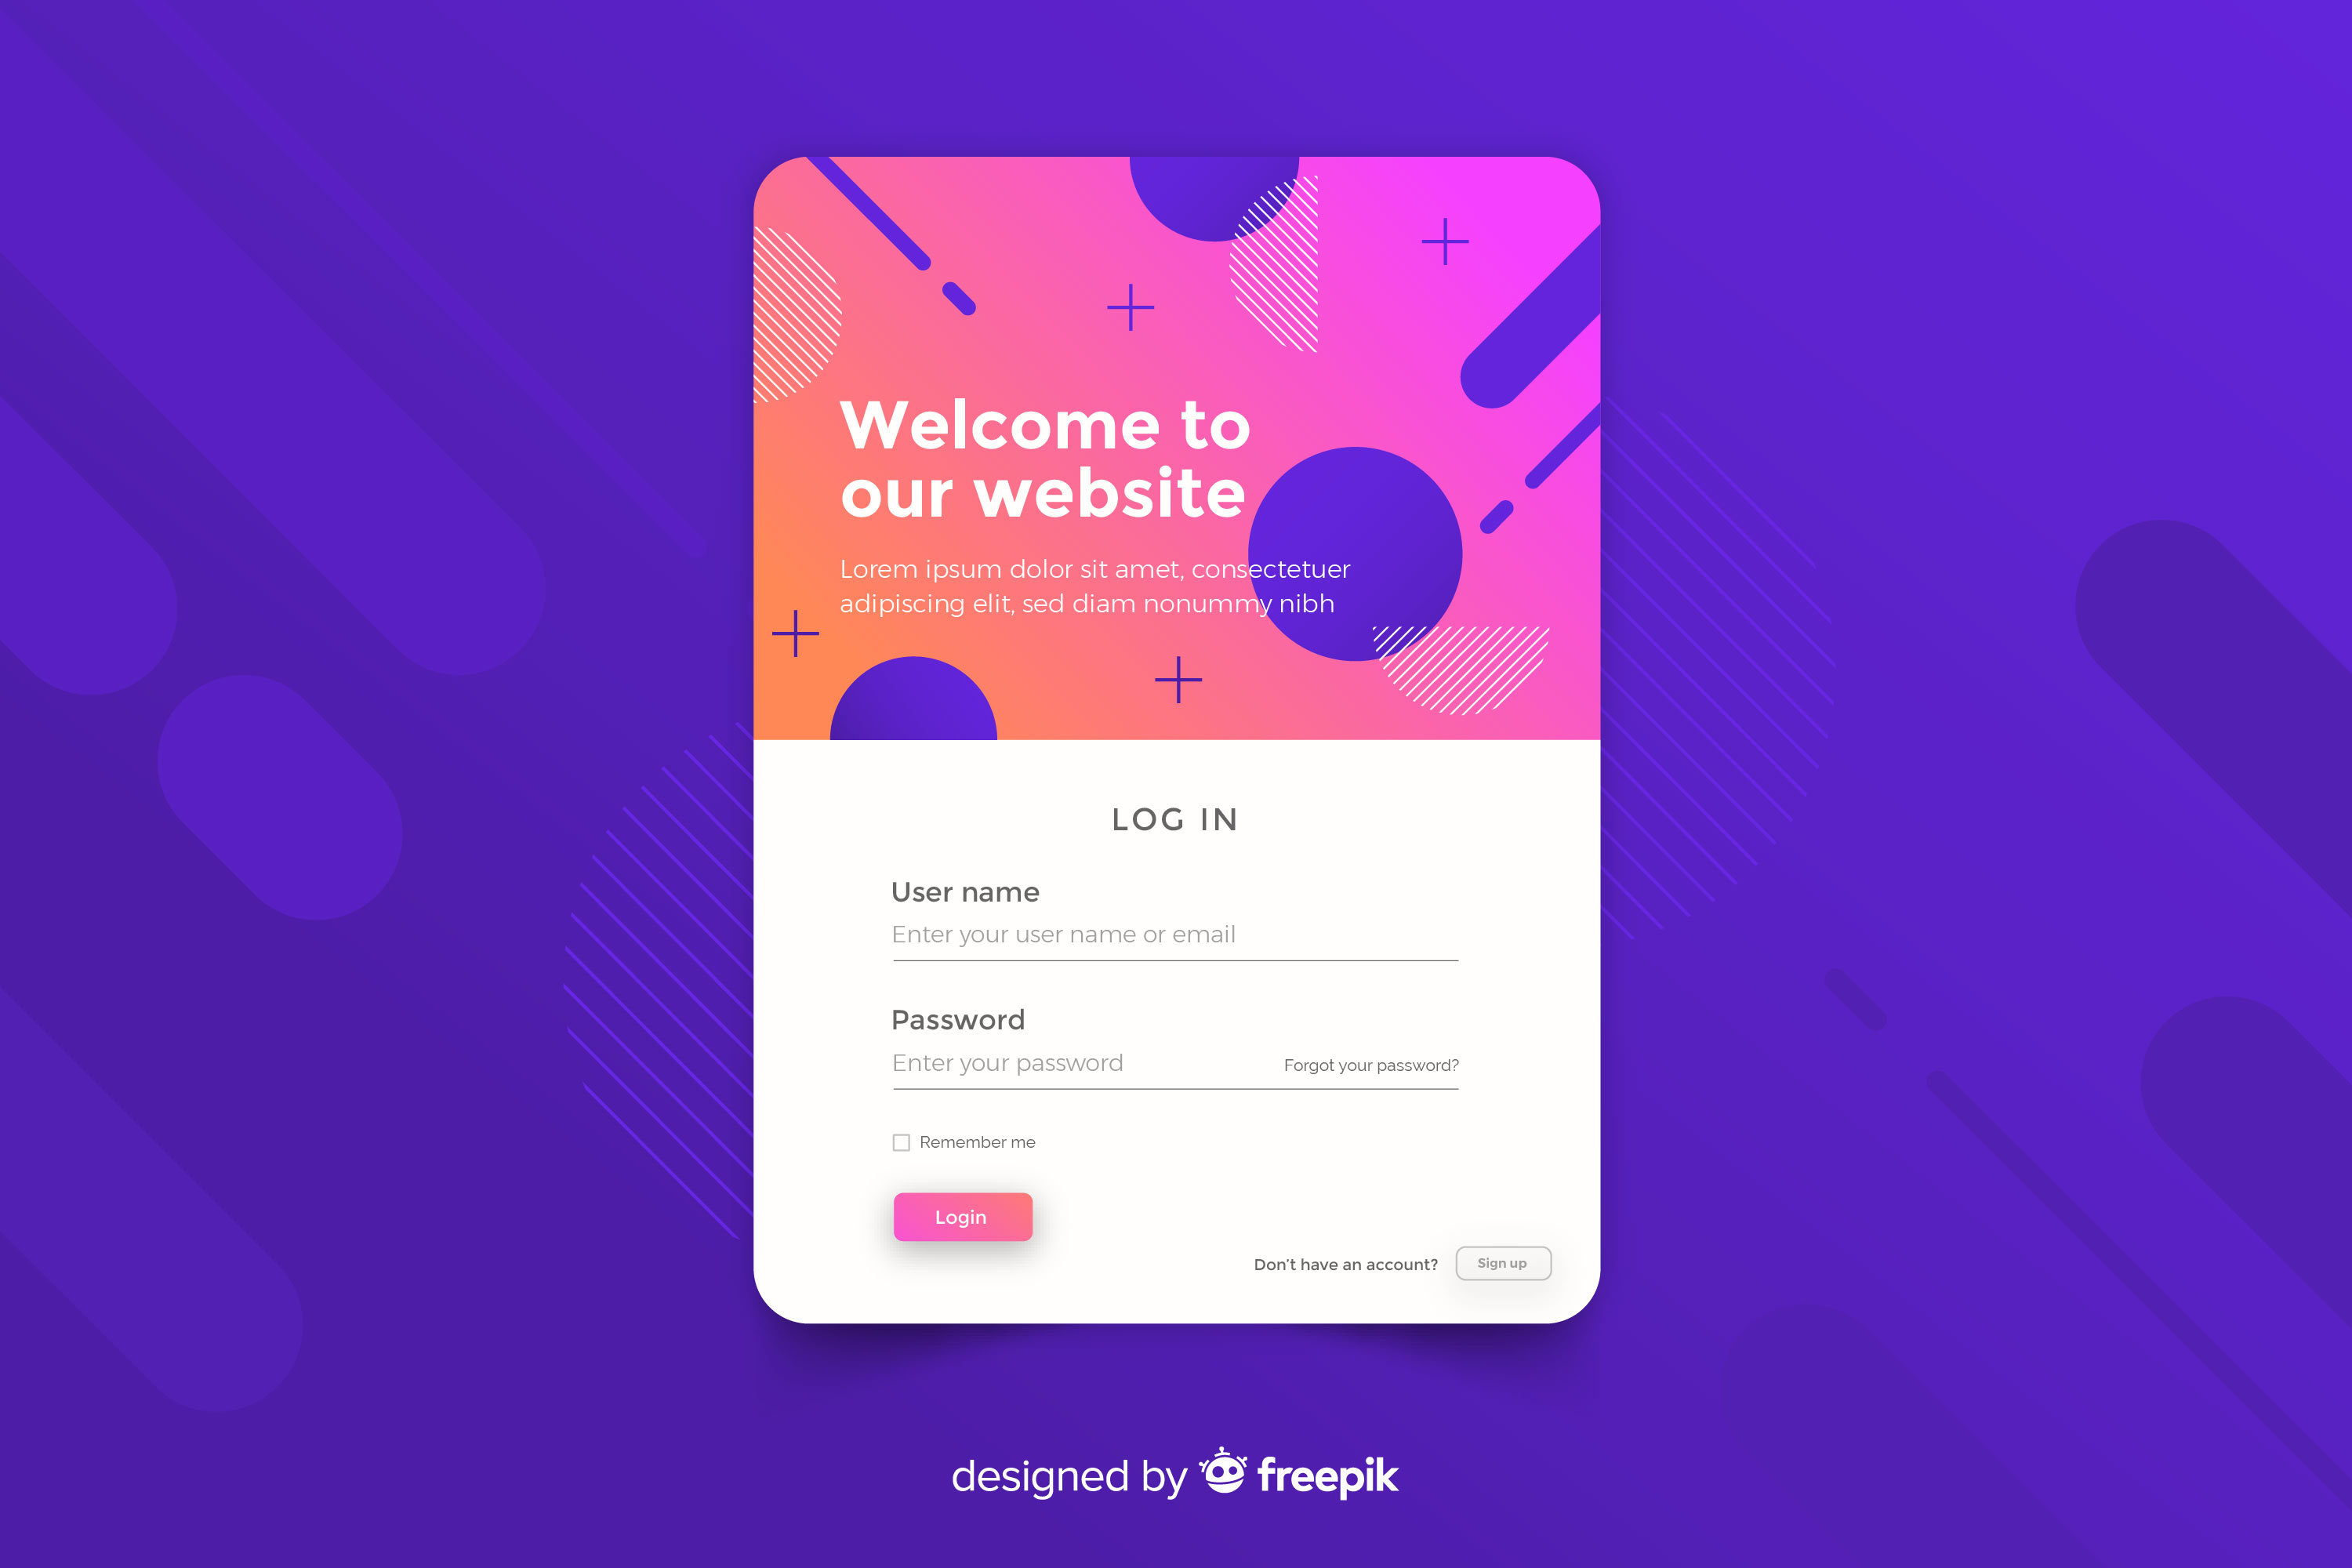 Welcome to
our website
Lorem ipsum dolor sit amet, consectetuer
adipiscing elit, sed diam nonummy nibh
LOG IN
User name
Enter your user name or email
Password
Enter your password
Forgot your password?
Remember me
Login
Don't have an account?
Sign up
designed by freepik